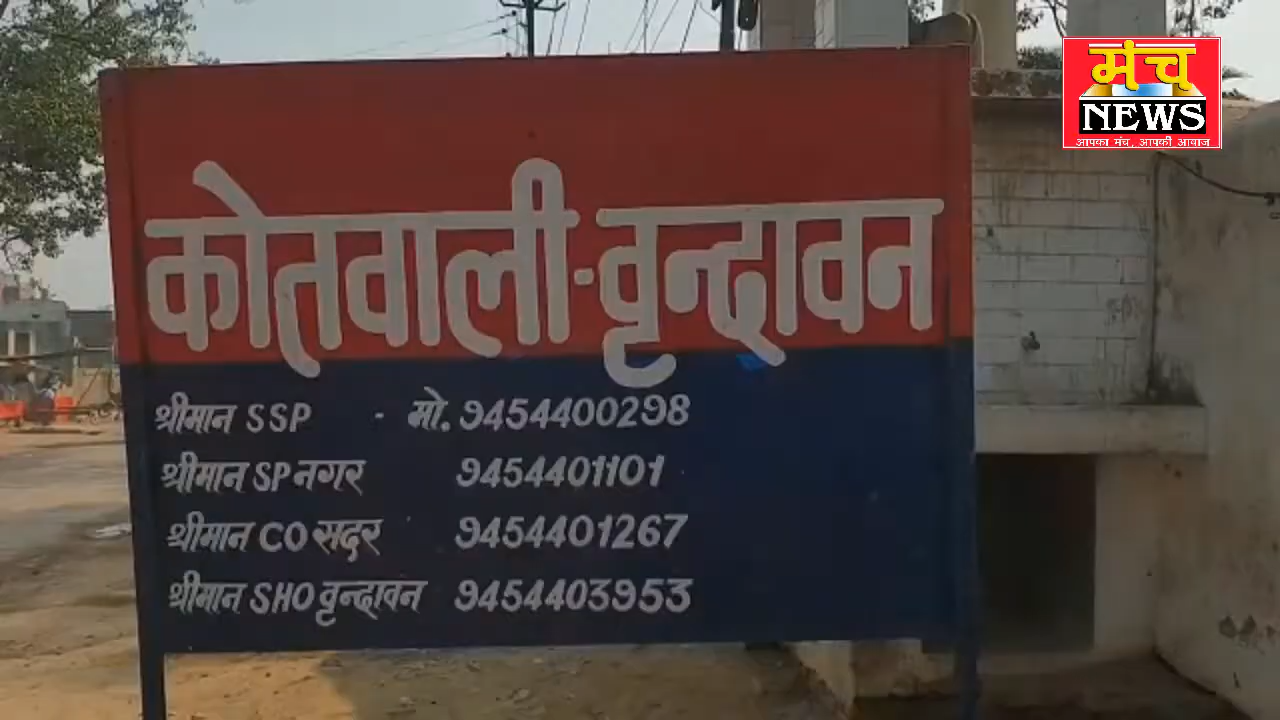 मंच
NEWS
आपका मंच, आपकी आवाज
कोतवाली-वृन्दावन
श्रीमान SSP - मो. 9454400298
श्रीमान SP नगर 9454401101
श्रीमान CO सदर 9454401267
श्रीमान SHO वृन्दावन 9454403953